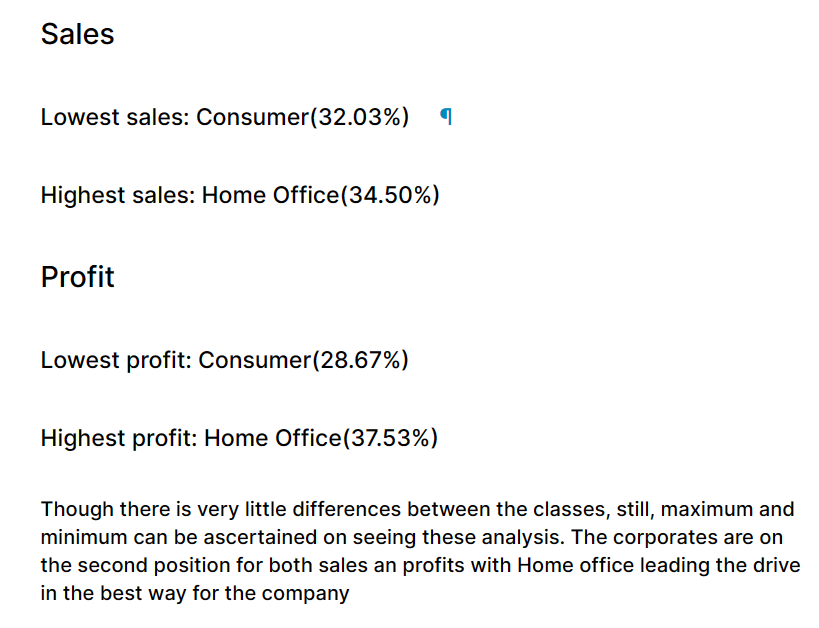 Sales
Lowest sales: Consumer(32.03%) ¶
Highest sales: Home Office(34.50%)
Profit
Lowest profit: Consumer(28.67%)
Highest profit: Home Office(37.53%)
Though there is very little differences between the classes, still, maximum and
minimum can be ascertained on seeing these analysis. The corporates are on
the second position for both sales an profits with Home office leading the drive
in the best way for the company